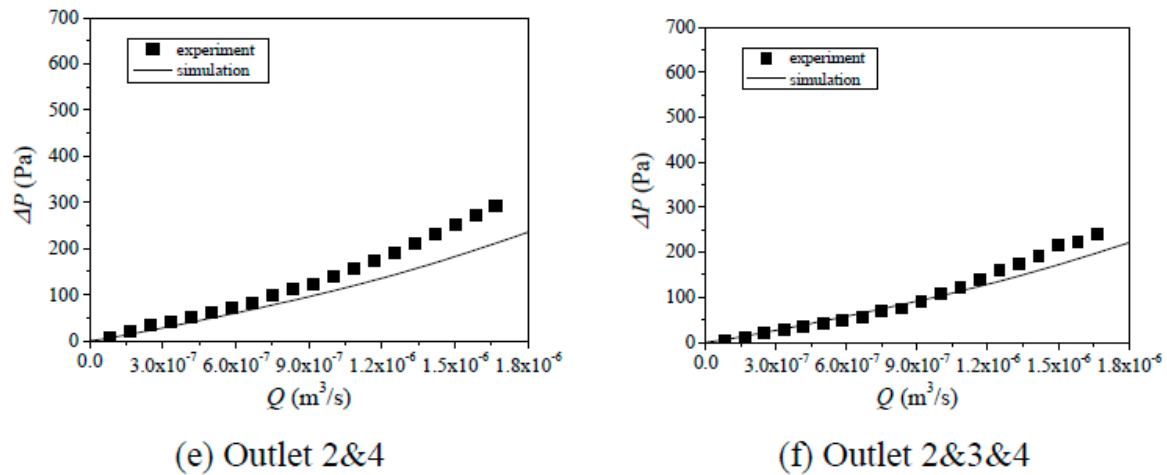 700
600
500
400
300
200
100
0
ΔP (Pa)
experiment
simulation
0.0 3.0x10⁻⁷ 6.0x10⁻⁷ 9.0x10⁻⁷ 1.2x10⁻⁶ 1.5x10⁻⁶ 1.8x10⁻⁶
Q (m³/s)
(e) Outlet 2&4
700
600
500
400
300
200
100
0
ΔP (Pa)
experiment
simulation
0.0 3.0x10⁻⁷ 6.0x10⁻⁷ 9.0x10⁻⁷ 1.2x10⁻⁶ 1.5x10⁻⁶ 1.8x10⁻⁶
Q (m³/s)
(f) Outlet 2&3&4